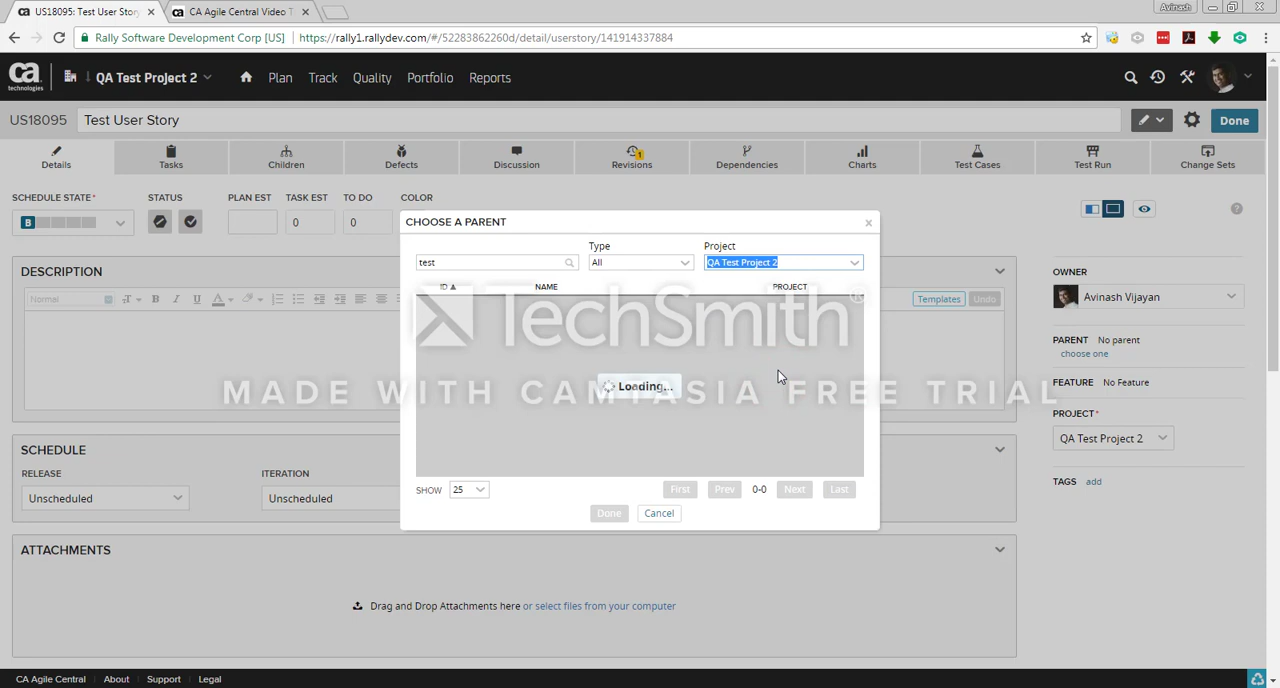 US18095: Test User Stor
CA Agile Central Video T
Avinash
Rally Software Development Corp [US]
https://rally1.rallydev.com/#/52283862260d/detail/userstory/141914337884
ca
technologies
QA Test Project 2
Plan
Track
Quality
Portfolio
Reports
US18095
Test User Story
Done
Details
Tasks
Children
Defects
Discussion
1
Revisions
Dependencies
Charts
Test Cases
Test Run
Change Sets
SCHEDULE STATE*
STATUS
PLAN EST
TASK EST
TO DO
COLOR
B
0
0
CHOOSE A PARENT
Type
Project
test
All
QA Test Project 2
ID
NAME
PROJECT
Loading...
SHOW
25
First
Prev
0-0
Next
Last
Done
Cancel
DESCRIPTION
Normal
T
B
I
U
A
Templates
Undo
OWNER
Avinash Vijayan
PARENT No parent
choose one
FEATURE No Feature
PROJECT*
QA Test Project 2
TAGS add
SCHEDULE
RELEASE
ITERATION
Unscheduled
Unscheduled
ATTACHMENTS
Drag and Drop Attachments here or select files from your computer
TechSmith®
MADE WITH CAMTASIA FREE TRIAL
CA Agile Central
About
Support
Legal